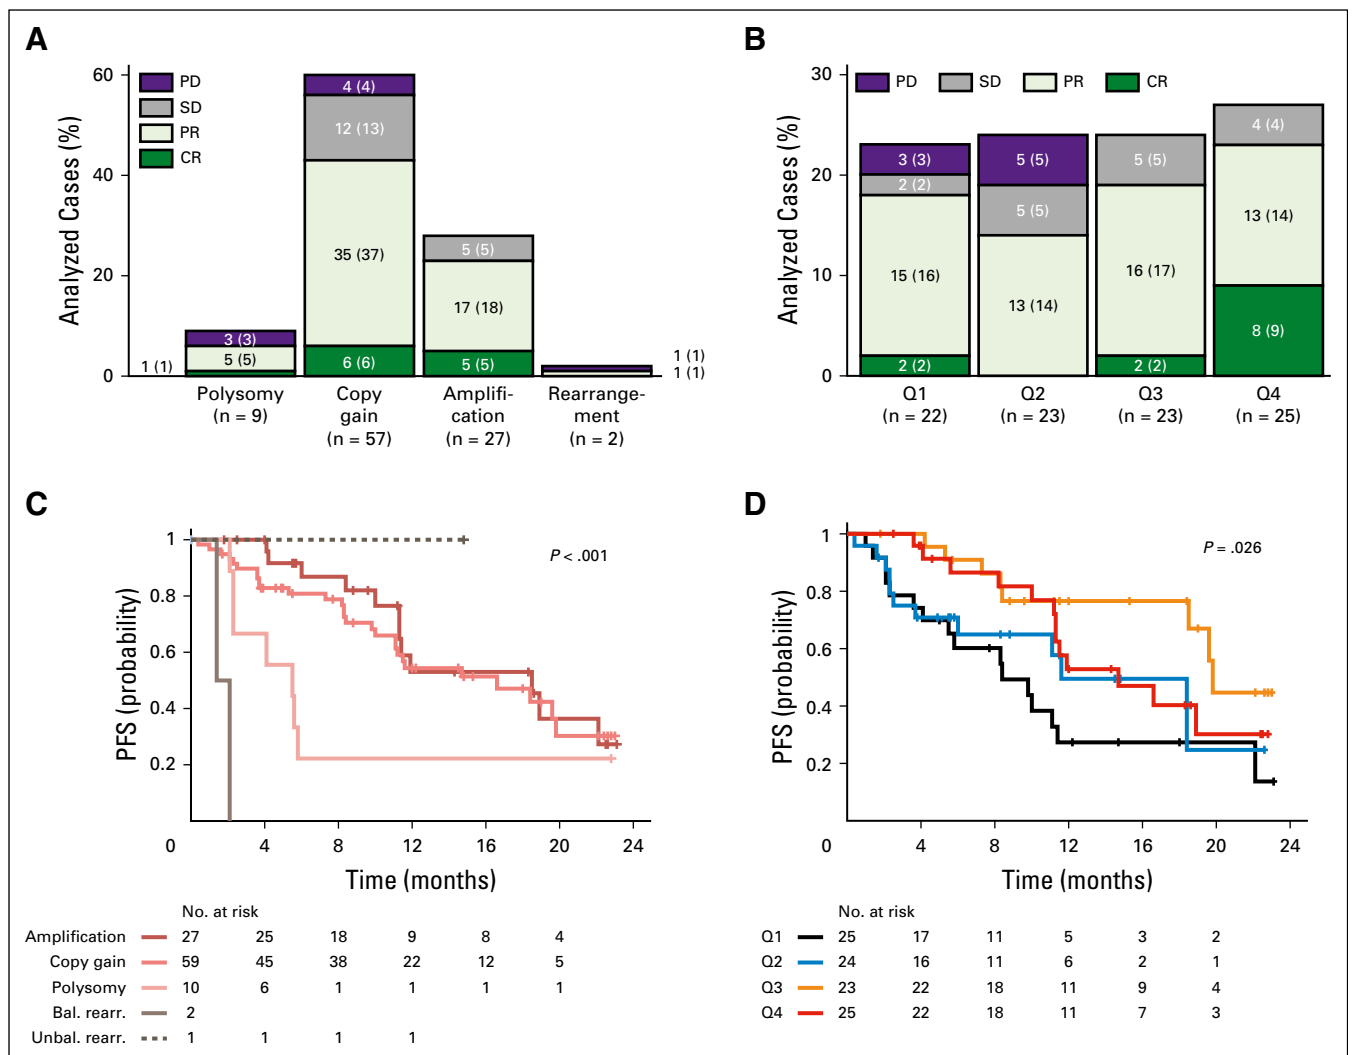 A
PD
SD
PR
CR
Analyzed Cases (%)
60
40
20
0
4 (4)
12 (13)
35 (37)
6 (6)
5 (5)
17 (18)
5 (5)
3 (3)
5 (5)
1 (1)
1 (1)
1 (1)
Polysomy
(n = 9)
Copy
gain
(n = 57)
Amplifi-
cation
(n = 27)
Rearrange-
ment
(n = 2)
B
PD SD PR CR
Analyzed Cases (%)
30
20
10
0
3 (3)
2 (2)
15 (16)
2 (2)
5 (5)
5 (5)
13 (14)
5 (5)
16 (17)
2 (2)
4 (4)
13 (14)
8 (9)
Q1
(n = 22)
Q2
(n = 23)
Q3
(n = 23)
Q4
(n = 25)
C
PFS (probability)
1
0.8
0.6
0.4
0.2
P < .001
0 4 8 12 16 20 24
Time (months)
No. at risk
Amplification 27 25 18 9 8 4
Copy gain 59 45 38 22 12 5
Polysomy 10 6 1 1 1 1
Bal. rearr. 2
Unbal. rearr. 1 1 1 1
D
PFS (probability)
1
0.8
0.6
0.4
0.2
P = .026
0 4 8 12 16 20 24
Time (months)
No. at risk
Q1 25 17 11 5 3 2
Q2 24 16 11 6 2 1
Q3 23 22 18 11 9 4
Q4 25 22 18 11 7 3